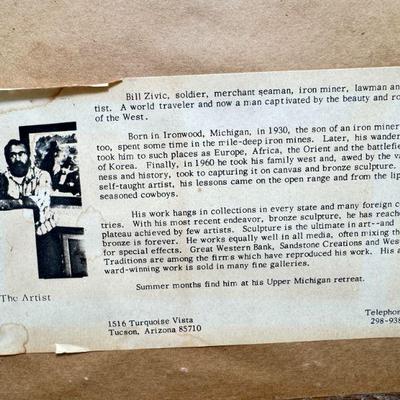 Bill Zivic, soldier, merchant seaman, iron miner, lawman an
tist. A world traveler and now a man captivated by the beauty and ro
of the West.
Born in Ironwood, Michigan, in 1930, the son of an iron miner
too, spent some time in the mile-deep iron mines. Later, his wander
took him to such places as Europe, Africa, the Orient and the battlefie
of Korea. Finally, in 1960 he took his family west and, awed by the va
ness and history, took to capturing it on canvas and bronze sculpture.
self-taught artist, his lessons came on the open range and from the lip
seasoned cowboys.
His work hangs in collections in every state and many foreign c
tries. With his most recent endeavor, bronze sculpture, he has reach
plateau achieved by few artists. Sculpture is the ultimate in art--and
bronze is forever. He works equally well in all media, often mixing th
for special effects. Great Western Bank, Sandstone Creations and Wes
Traditions are among the firms which have reproduced his work. His a
ward-winning work is sold in many fine galleries.
Summer months find him at his Upper Michigan retreat.
The Artist
1516 Turquoise Vista
Tucson, Arizona 85710
Telephon
298-938